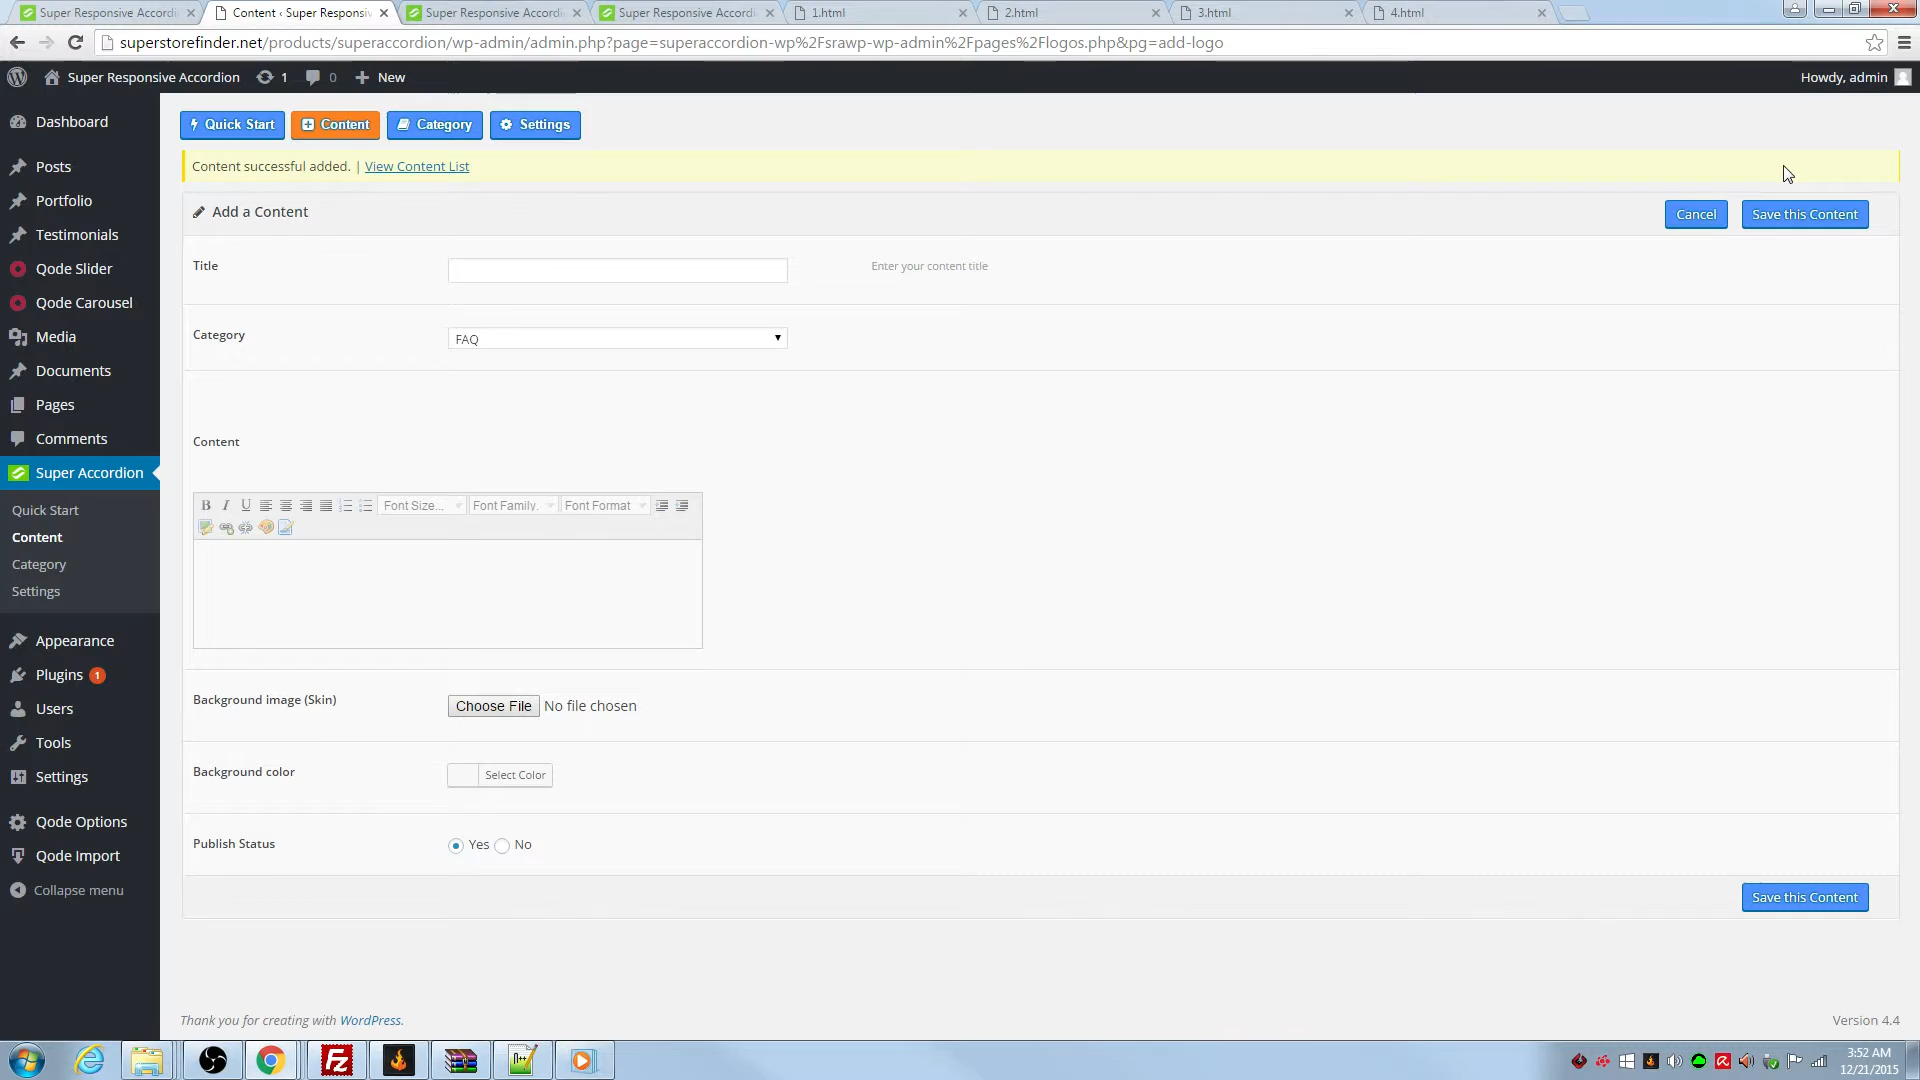 Super Responsive Accordi
Content ‹ Super Responsiv
Super Responsive Accordi
Super Responsive Accordi
1.html
2.html
3.html
4.html
superstorefinder.net/products/superaccordion/wp-admin/admin.php?page=superaccordion-wp%2Fsrawp-wp-admin%2Fpages%2Flogos.php&pg=add-logo
Super Responsive Accordion
1
0
New
Howdy, admin
Dashboard
Posts
Portfolio
Testimonials
Qode Slider
Qode Carousel
Media
Documents
Pages
Comments
Super Accordion
Quick Start
Content
Category
Settings
Appearance
Plugins 1
Users
Tools
Settings
Qode Options
Qode Import
Collapse menu
Quick Start
Content
Category
Settings
Content successful added. | View Content List
Add a Content
Cancel
Save this Content
Title
Enter your content title
Category
FAQ
Content
B I U
Font Size...
Font Family.
Font Format
Background image (Skin)
Choose File No file chosen
Background color
Select Color
Publish Status
Yes
No
Save this Content
Thank you for creating with WordPress.
Version 4.4
3:52 AM
12/21/2015